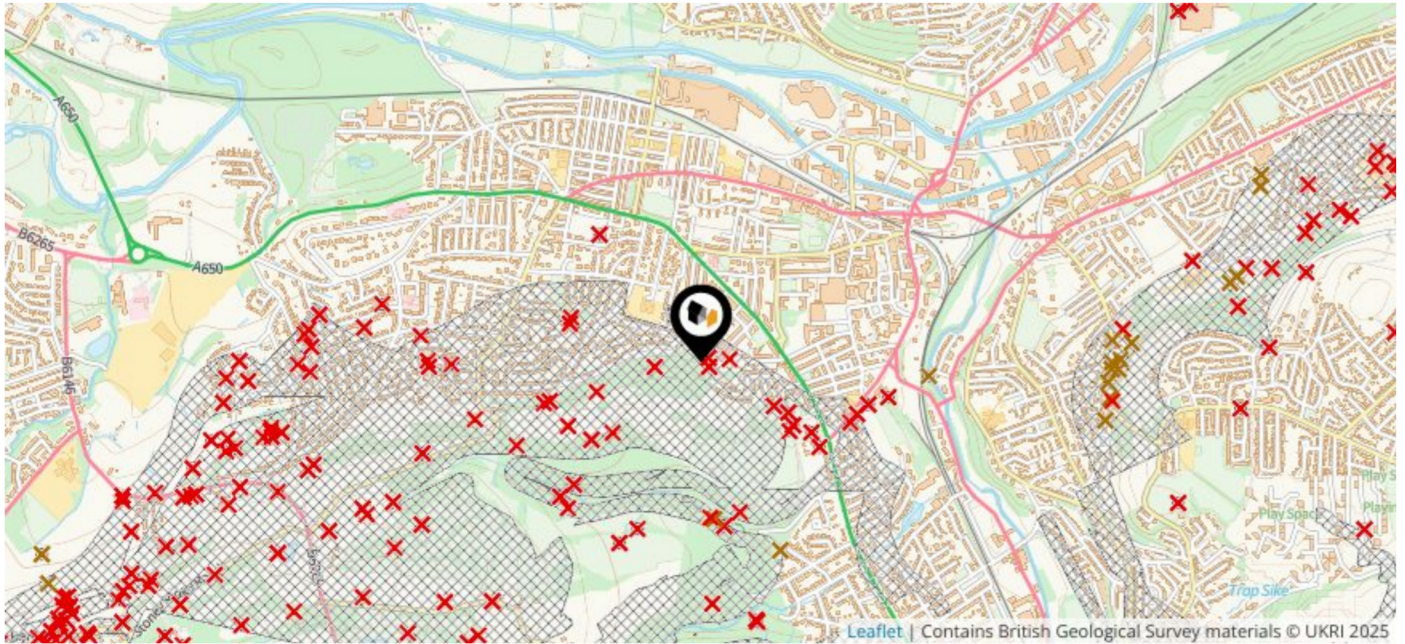 A650
B6265
A650
B6146
Play S
Play Space
Playin
Trap Sike
Leaflet | Contains British Geological Survey materials © UKRI 2025